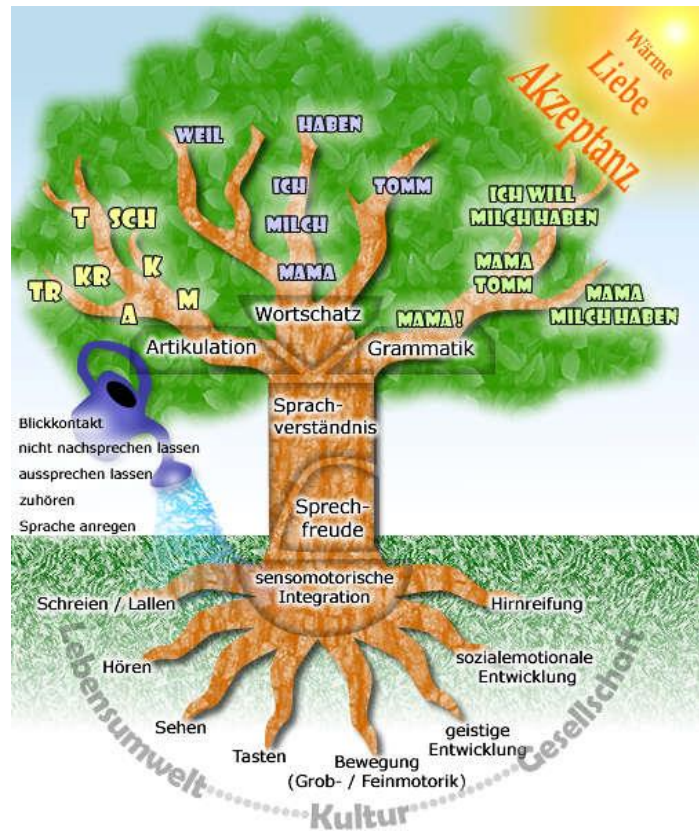 Wärme
Liebe
Akzeptanz
WEIL
HABEN
ICH
TOMM
MILCH
MAMA
T SCH
KR K
TR
A M
ICH WILL
MILCH HABEN
MAMA
TOMM
MAMA
MILCH HABEN
MAMA !
Wortschatz
Artikulation
Grammatik
Sprach-
verständnis
Sprech-
freude
Blickkontakt
nicht nachsprechen lassen
aussprechen lassen
zuhören
Sprache anregen
sensomotorische
Integration
Schreien / Lallen
Hören
Sehen
Tasten
Bewegung
(Grob- / Feinmotorik)
geistige
Entwicklung
sozialemotionale
Entwicklung
Hirnreifung
Lebensumwelt
Kultur
Gesellschaft